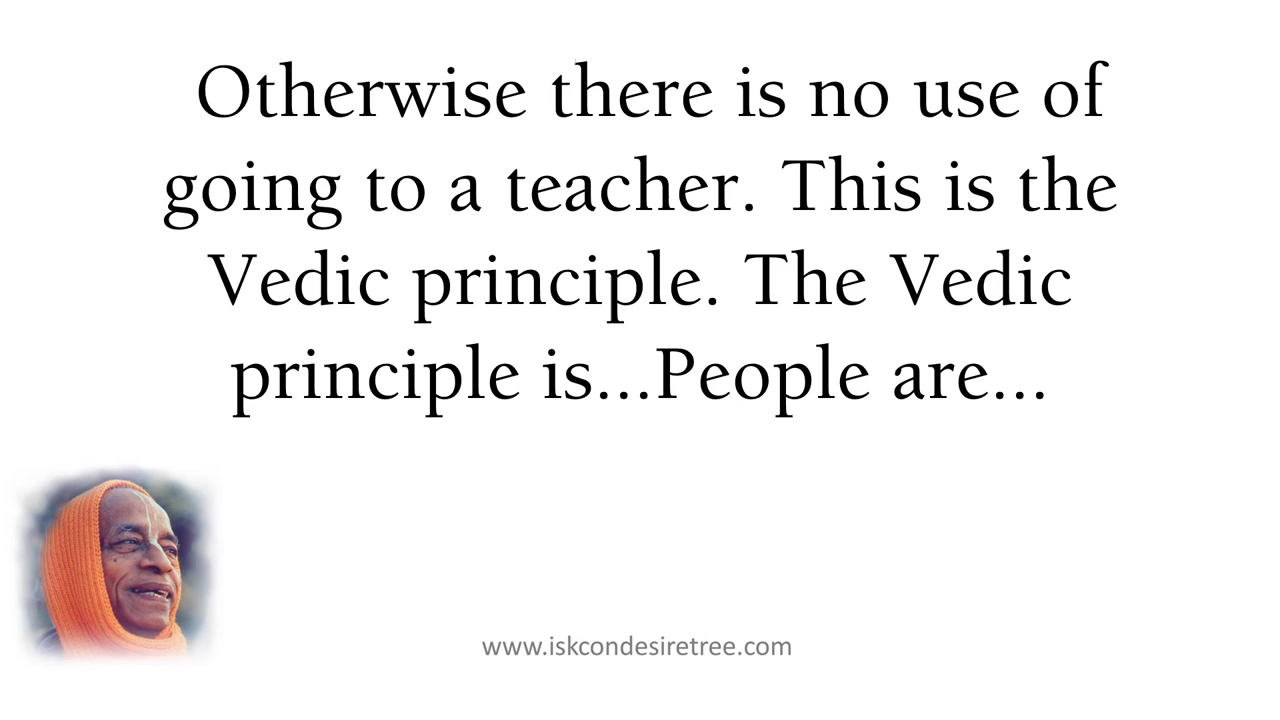 Otherwise there is no use of
going to a teacher. This is the
Vedic principle. The Vedic
principle is...People are...
www.iskcondesiretree.com